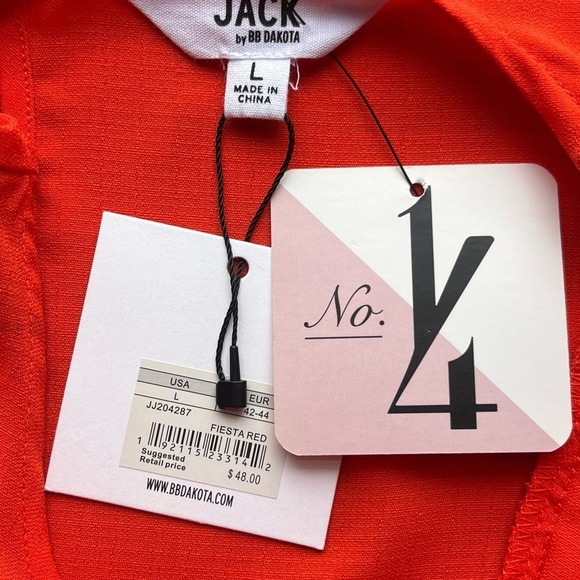 JACK
by BB DAKOTA
L
MADE IN
CHINA
No. 14
USA
EUR
L
42-44
JJ204287
FIESTA RED
1 92115 23314 2
Suggested
Retail price
$ 48.00
WWW.BBDAKOTA.COM